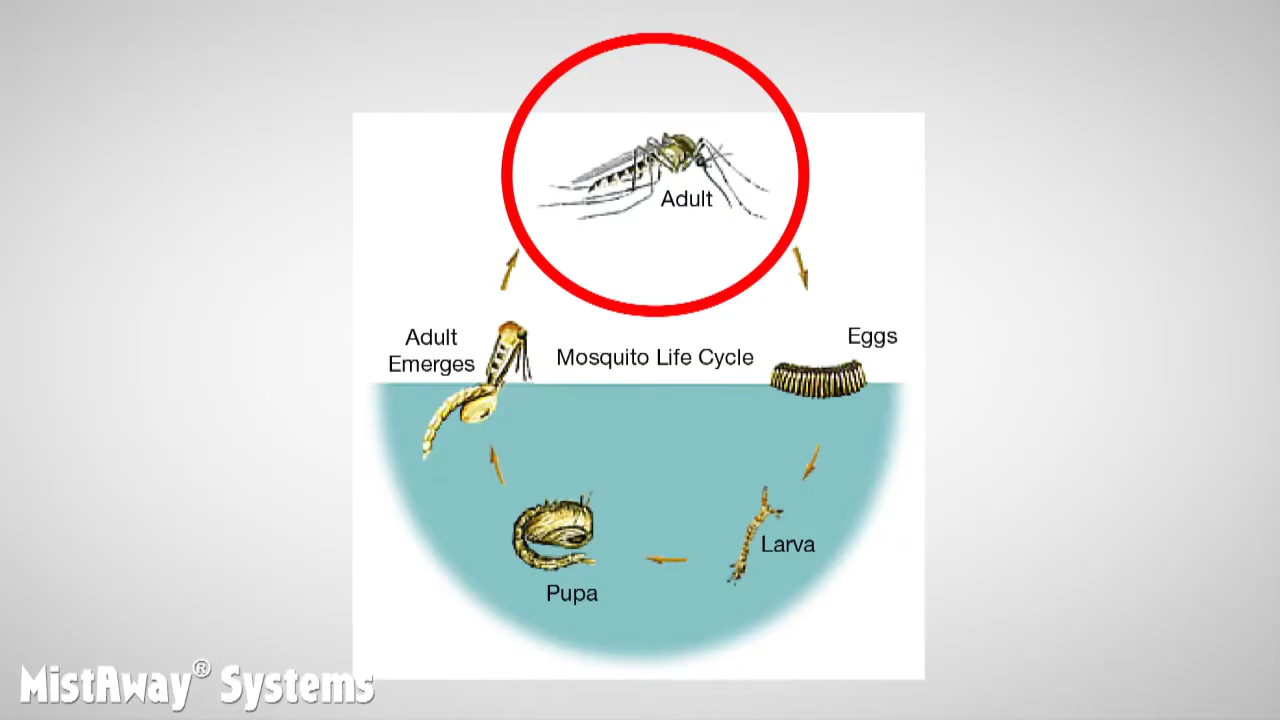 Adult
Adult
Emerges
Mosquito Life Cycle
Eggs
Larva
Pupa
MistAway® Systems